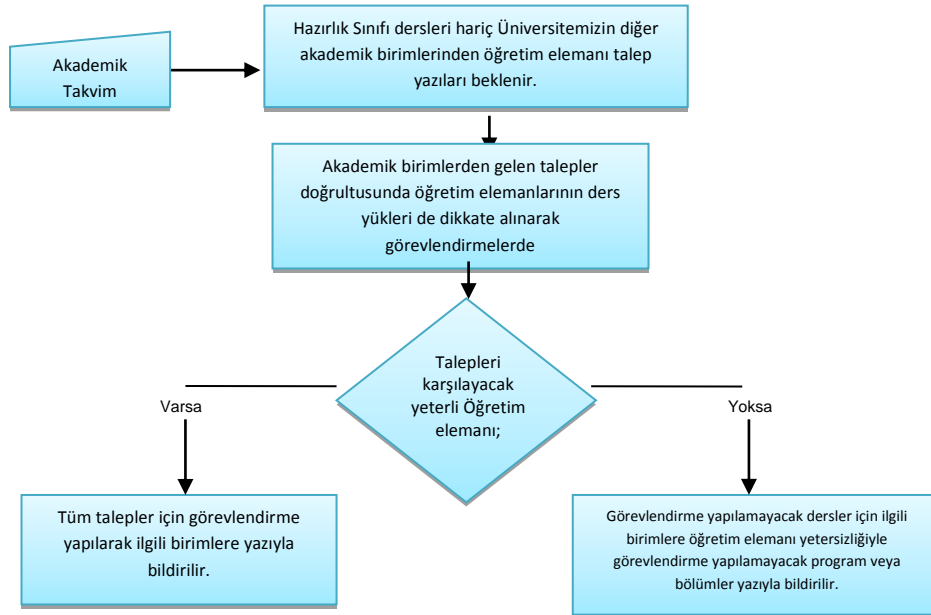 Akademik
Takvim
Hazırlık Sınıfı dersleri hariç Üniversitemizin diğer
akademik birimlerinden öğretim elemanı talep
yazıları beklenir.
Akademik birimlerden gelen talepler
doğrultusunda öğretim elemanlarının ders
yükleri de dikkate alınarak
görevlendirmelerde
Talepleri
karşılayacak
yeterli Öğretim
elemanı;
Varsa
Yoksa
Tüm talepler için görevlendirme
yapılarak ilgili birimlere yazıyla
bildirilir.
Görevlendirme yapılamayacak dersler için ilgili
birimlere öğretim elemanı yetersizliğiyle
görevlendirme yapılamayacak program veya
bölümler yazıyla bildirilir.